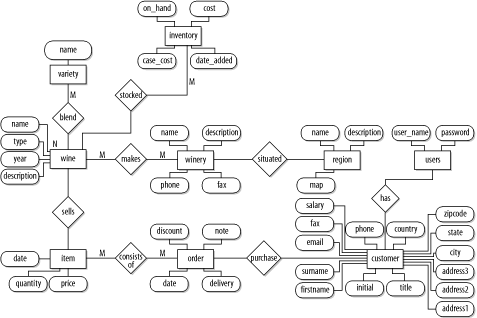 on_hand
cost
inventory
case_cost
date_added
M
name
variety
M
stocked
blend
N
name
type
year
description
wine
M
makes
M
name
description
winery
phone
fax
situated
name
description
region
map
user_name
password
users
has
sells
date
item
quantity
price
M
consists
of
M
discount
note
order
date
delivery
purchase
salary
fax
email
surname
firstname
phone
country
customer
initial
title
zipcode
state
city
address3
address2
address1